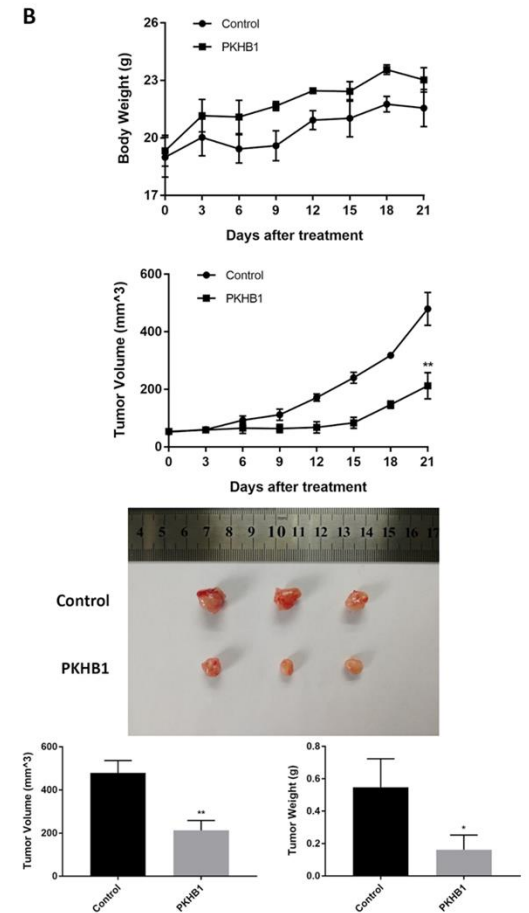 B
Control
PKHB1
Body Weight (g)
26
23
20
17
0 3 6 9 12 15 18 21
Days after treatment
Control
PKHB1
Tumor Volume (mm^3)
600
400
200
0
**
0 3 6 9 12 15 18 21
Days after treatment
4 5 6 7 8 9 10 11 12 13 14 15 16 17
Control
PKHB1
Tumor Volume (mm^3)
600
400
200
0
**
Control PKHB1
Tumor Weight (g)
0.8
0.6
0.4
0.2
0.0
*
Control PKHB1